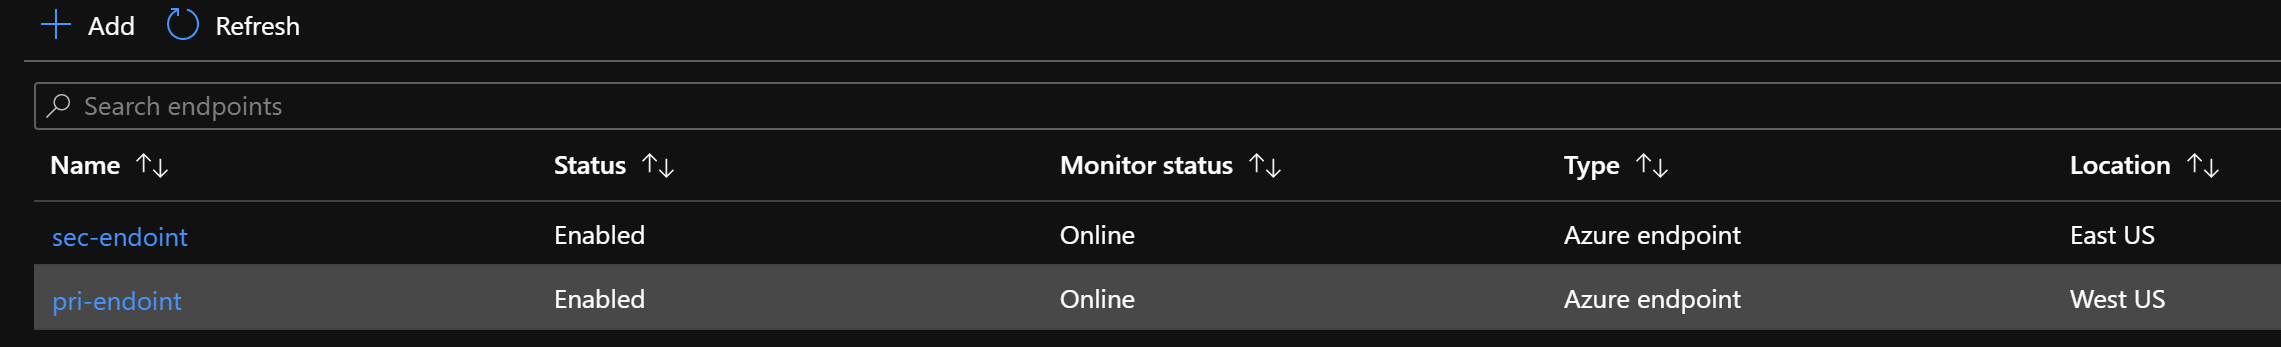 Add Refresh
Search endpoints
Name Status Monitor status Type Location
sec-endoint Enabled Online Azure endpoint East US
pri-endoint Enabled Online Azure endpoint West US